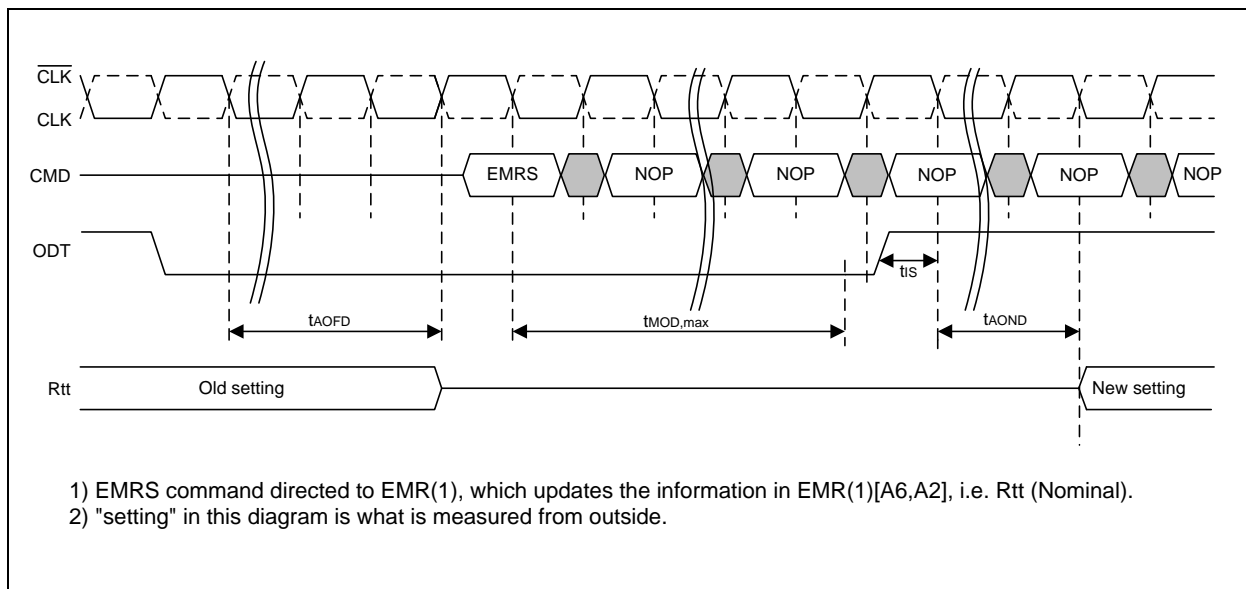 CLK
CLK
CMD
EMRS
NOP
NOP
NOP
NOP
NOP
ODT
tIS
tAOFD
tMOD,max
tAOND
Rtt
Old setting
New setting
1) EMRS command directed to EMR(1), which updates the information in EMR(1)[A6,A2], i.e. Rtt (Nominal).
2) "setting" in this diagram is what is measured from outside.